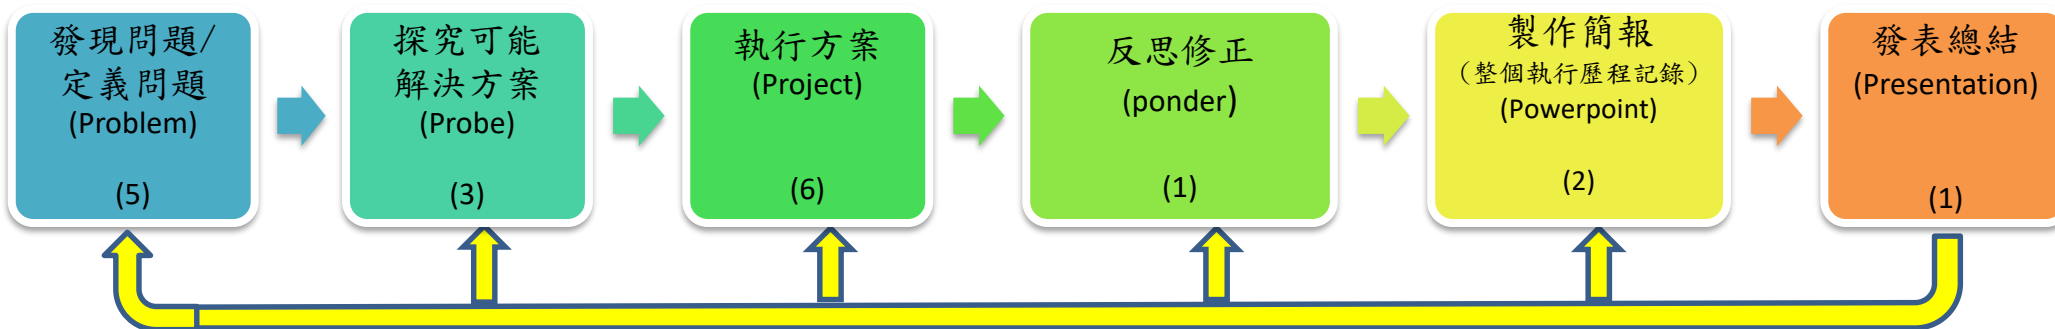 發現問題/
定義問題
(Problem)
(5)
探究可能
解決方案
(Probe)
(3)
執行方案
(Project)
(6)
反思修正
(ponder)
(1)
製作簡報
(整個執行歷程記錄)
(Powerpoint)
(2)
發表總結
(Presentation)
(1)